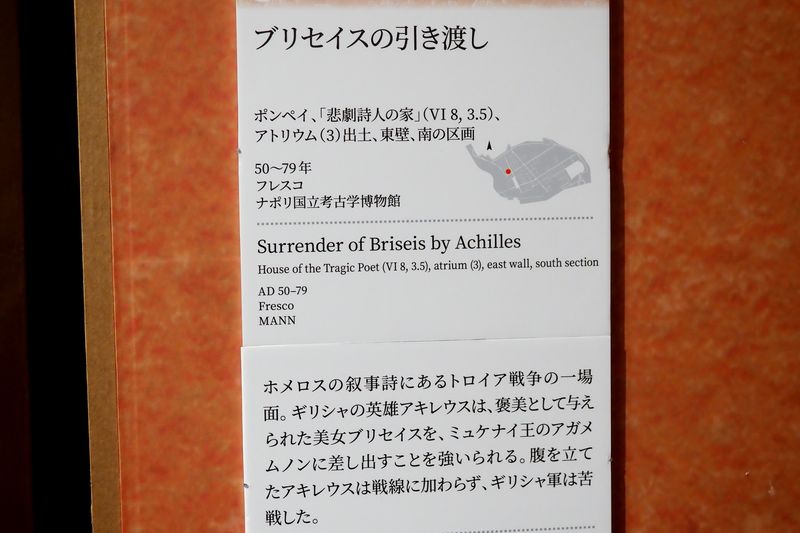 ブリセイスの引き渡し
ポンペイ、「悲劇詩人の家」(VI 8, 3.5)、
アトリウム(3)出土、東壁、南の区画
50～79年
フレスコ
ナポリ国立考古学博物館
Surrender of Briseis by Achilles
House of the Tragic Poet (VI 8, 3.5), atrium (3), east wall, south section
AD 50–79
Fresco
MANN
ホメロスの叙事詩にあるトロイア戦争の一場
面。ギリシャの英雄アキレウスは、褒美として与え
られた美女ブリセイスを、ミュケナイ王のアガメ
ムノンに差し出すことを強いられる。腹を立て
たアキレウスは戦線に加わらず、ギリシャ軍は苦
戦した。